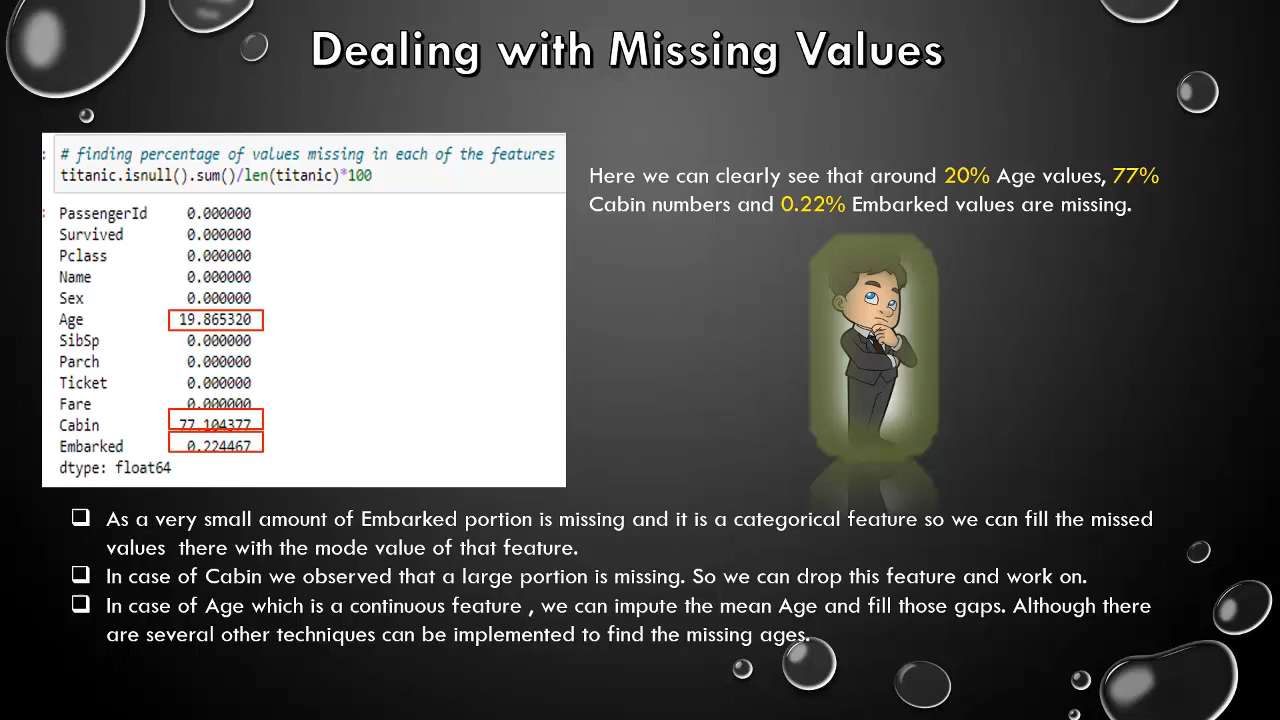 Dealing with Missing Values
# finding percentage of values missing in each of the features
titanic.isnull().sum()/len(titanic)*100
PassengerId 0.000000
Survived 0.000000
Pclass 0.000000
Name 0.000000
Sex 0.000000
Age 19.865320
SibSp 0.000000
Parch 0.000000
Ticket 0.000000
Fare 0.000000
Cabin 77.104377
Embarked 0.224467
dtype: float64
Here we can clearly see that around 20% Age values, 77%
Cabin numbers and 0.22% Embarked values are missing.
❑ As a very small amount of Embarked portion is missing and it is a categorical feature so we can fill the missed
values there with the mode value of that feature.
❑ In case of Cabin we observed that a large portion is missing. So we can drop this feature and work on.
❑ In case of Age which is a continuous feature , we can impute the mean Age and fill those gaps. Although there
are several other techniques can be implemented to find the missing ages.